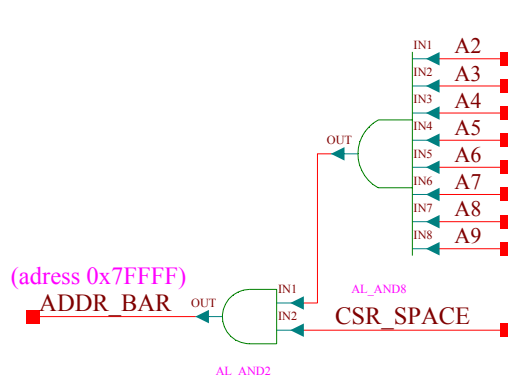 IN1 A2
IN2 A3
IN3 A4
IN4 A5
OUT
IN5 A6
IN6 A7
IN7 A8
IN8 A9
(adress 0x7FFFF)
ADDR_BAR
OUT
IN1
AL_AND8
IN2
CSR_SPACE
AL_AND2